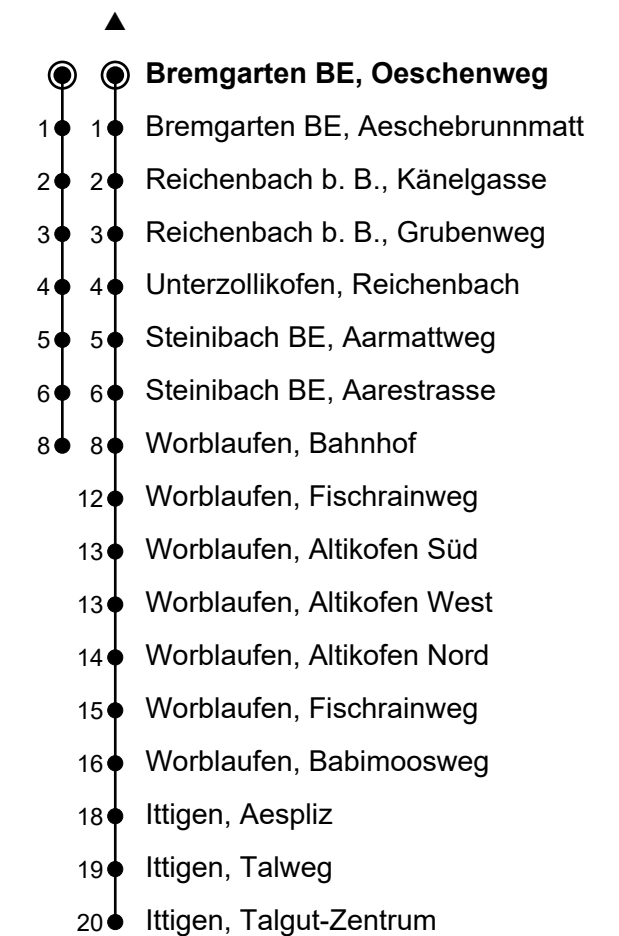 Bremgarten BE, Oeschenweg
1 1 Bremgarten BE, Aeschebrunnmatt
2 2 Reichenbach b. B., Känelgasse
3 3 Reichenbach b. B., Grubenweg
4 4 Unterzollikofen, Reichenbach
5 5 Steinibach BE, Aarmattweg
6 6 Steinibach BE, Aarestrasse
8 8 Worblaufen, Bahnhof
12 Worblaufen, Fischrainweg
13 Worblaufen, Altikofen Süd
13 Worblaufen, Altikofen West
14 Worblaufen, Altikofen Nord
15 Worblaufen, Fischrainweg
16 Worblaufen, Babimoosweg
18 Ittigen, Aespliz
19 Ittigen, Talweg
20 Ittigen, Talgut-Zentrum